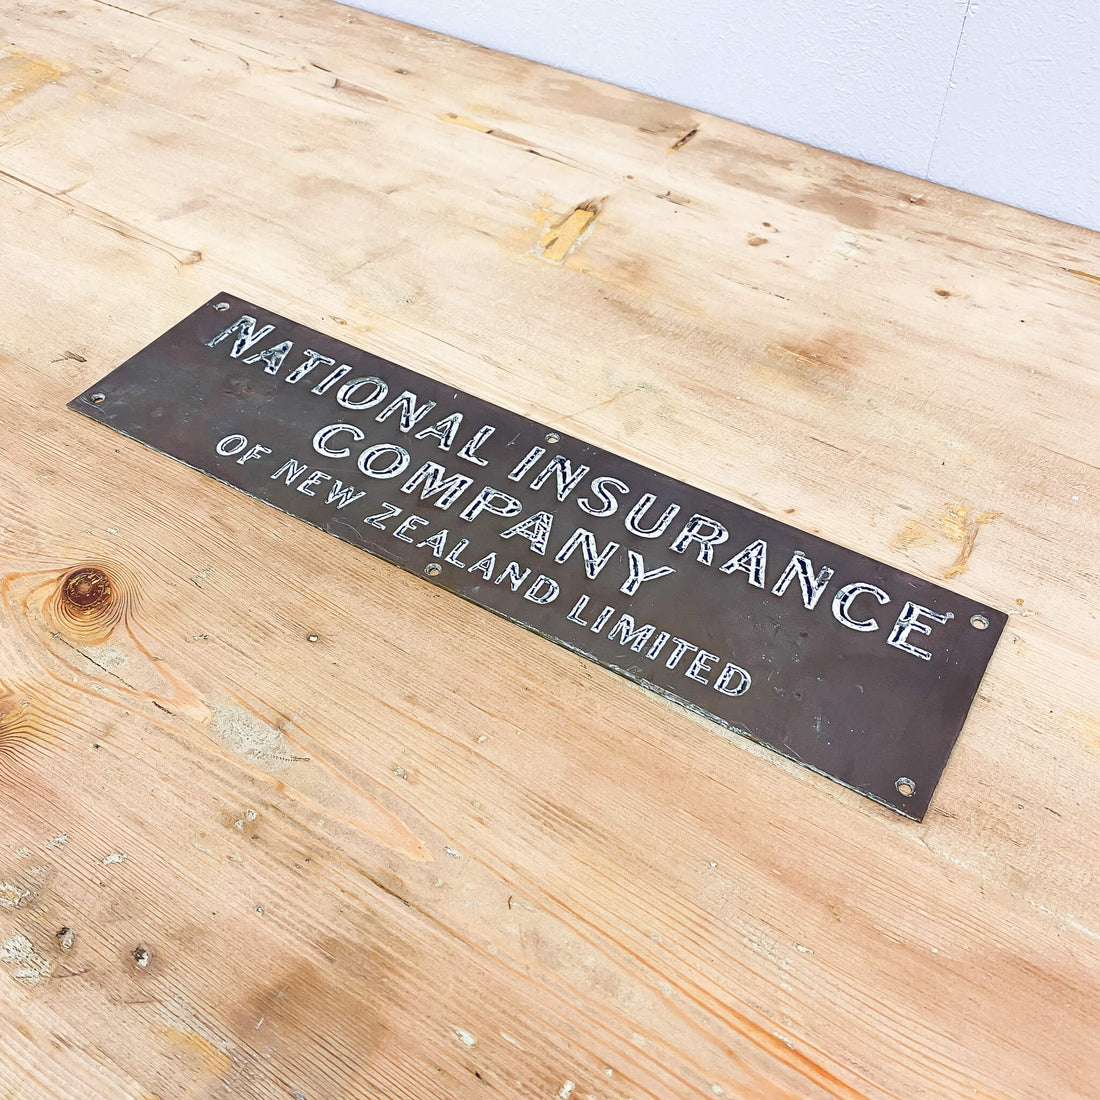 NATIONAL INSURANCE
COMPANY
OF NEW ZEALAND LIMITED